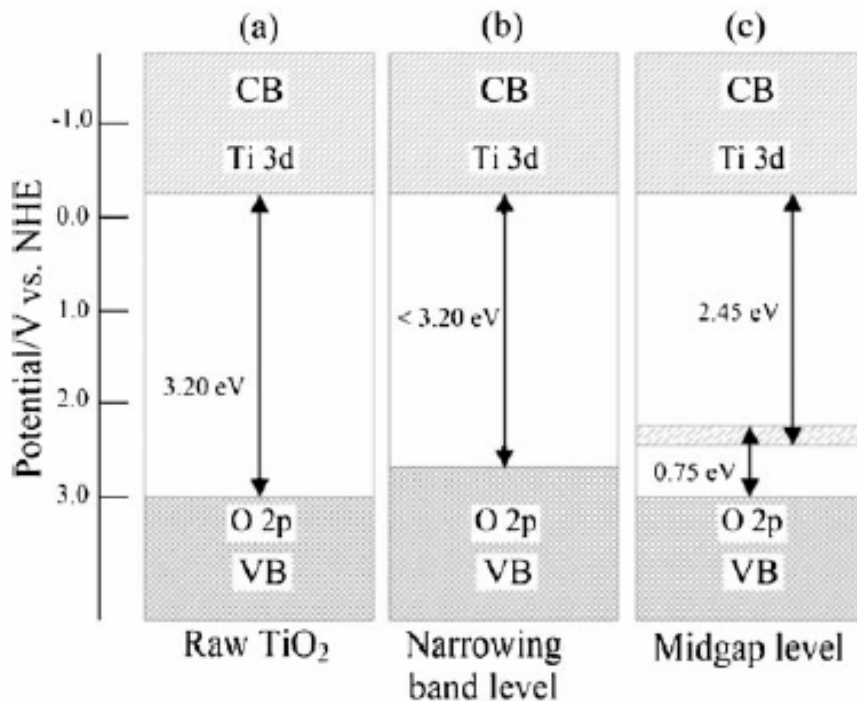 (a) (b) (c)
CB CB CB
Ti 3d Ti 3d Ti 3d
Potential/V vs. NHE
-1.0
0.0
1.0
2.0
3.0
3.20 eV
< 3.20 eV
2.45 eV
0.75 eV
O 2p O 2p O 2p
VB VB VB
Raw TiO₂
Narrowing
band level
Midgap level